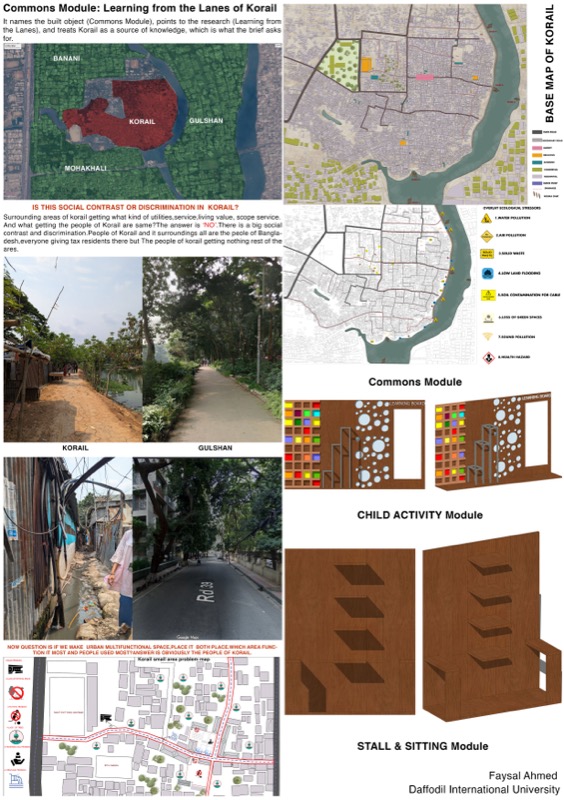 Commons Module: Learning from the Lanes of Korail
It names the built object (Commons Module), points to the research (Learning from
the Lanes), and treats Korail as a source of knowledge, which is what the brief asks
for.
BANANI
KORAIL
GULSHAN
MOHAKHALI
IS THIS SOCIAL CONTRAST OR DISCRIMINATION IN KORAIL?
Surrounding areas of korail getting what kind of utilities,service,living value, scope service.
And what getting the peeple of Korail are same?The answer is 'NO'.There is a big social
contrast and discrimination.People of Korail and it surroundings all are the peole of Bangla-
desh,everyone giving tax residents there but The people of korail getting nothing rest of the
ares.
KORAIL
GULSHAN
Rd 39
Google Maps
NOW QUESTION IS IF WE MAKE URBAN MULTIFUNCTIONAL SPACE,PLACE IT BOTH PLACE,WHICH AREA FUNC-
TION IT MOST AND PEOPLE USED MOST?ANSWER IS OBVIOUSLY THE PEOPLE OF KORAIL.
Korail small area problem map
BASE MAP OF KORAIL
OVERLAY ECOLOGICAL STRESSORS
1.WATER POLLUTION
2.AIR POLLUTION
3.SOLID WASTE
4.LOW LAND FLOODING
5.SOIL CONTAMINATION FOR CABLE
6.LOSS OF GREEN SPACES
7.SOUND POLLUTION
8.HEALTH HAZARD
Commons Module
LEARNING BOARD
LEARNING BOARD
CHILD ACTIVITY Module
STALL & SITTING Module
Faysal Ahmed
Daffodil International University